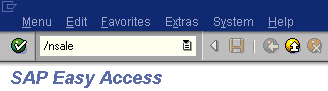 Menu Edit Favorites Extras System Help
/nsale
SAP Easy Access